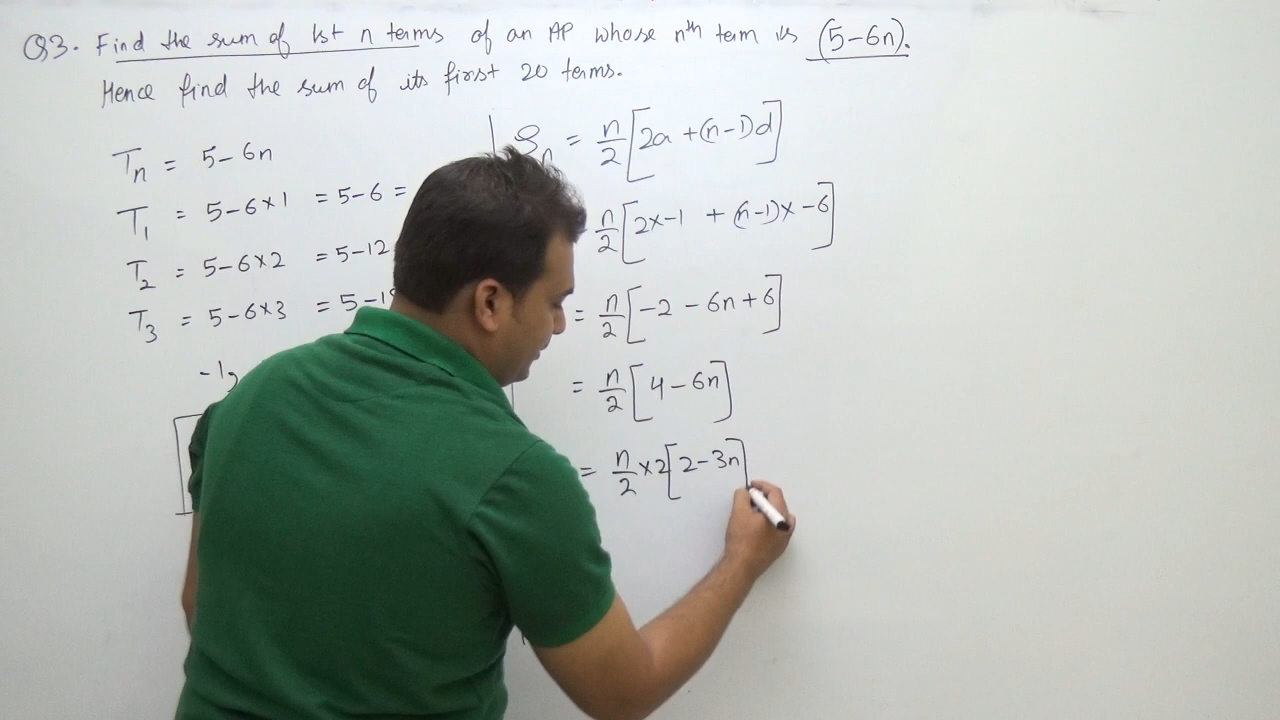 Q3. Find the sum of 1st n terms of an AP whose nth term is (5-6n).
Hence find the sum of its first 20 terms.
Tn = 5-6n
T1 = 5-6×1 = 5-6 =
T2 = 5-6×2 = 5-12
T3 = 5-6×3 = 5-18
-1,
Sn = n/2 [2a + (n-1)d]
n/2 [2×-1 + (n-1)× -6]
= n/2 [-2 - 6n + 6]
= n/2 [4 - 6n]
= n/2 × 2 [2-3n]